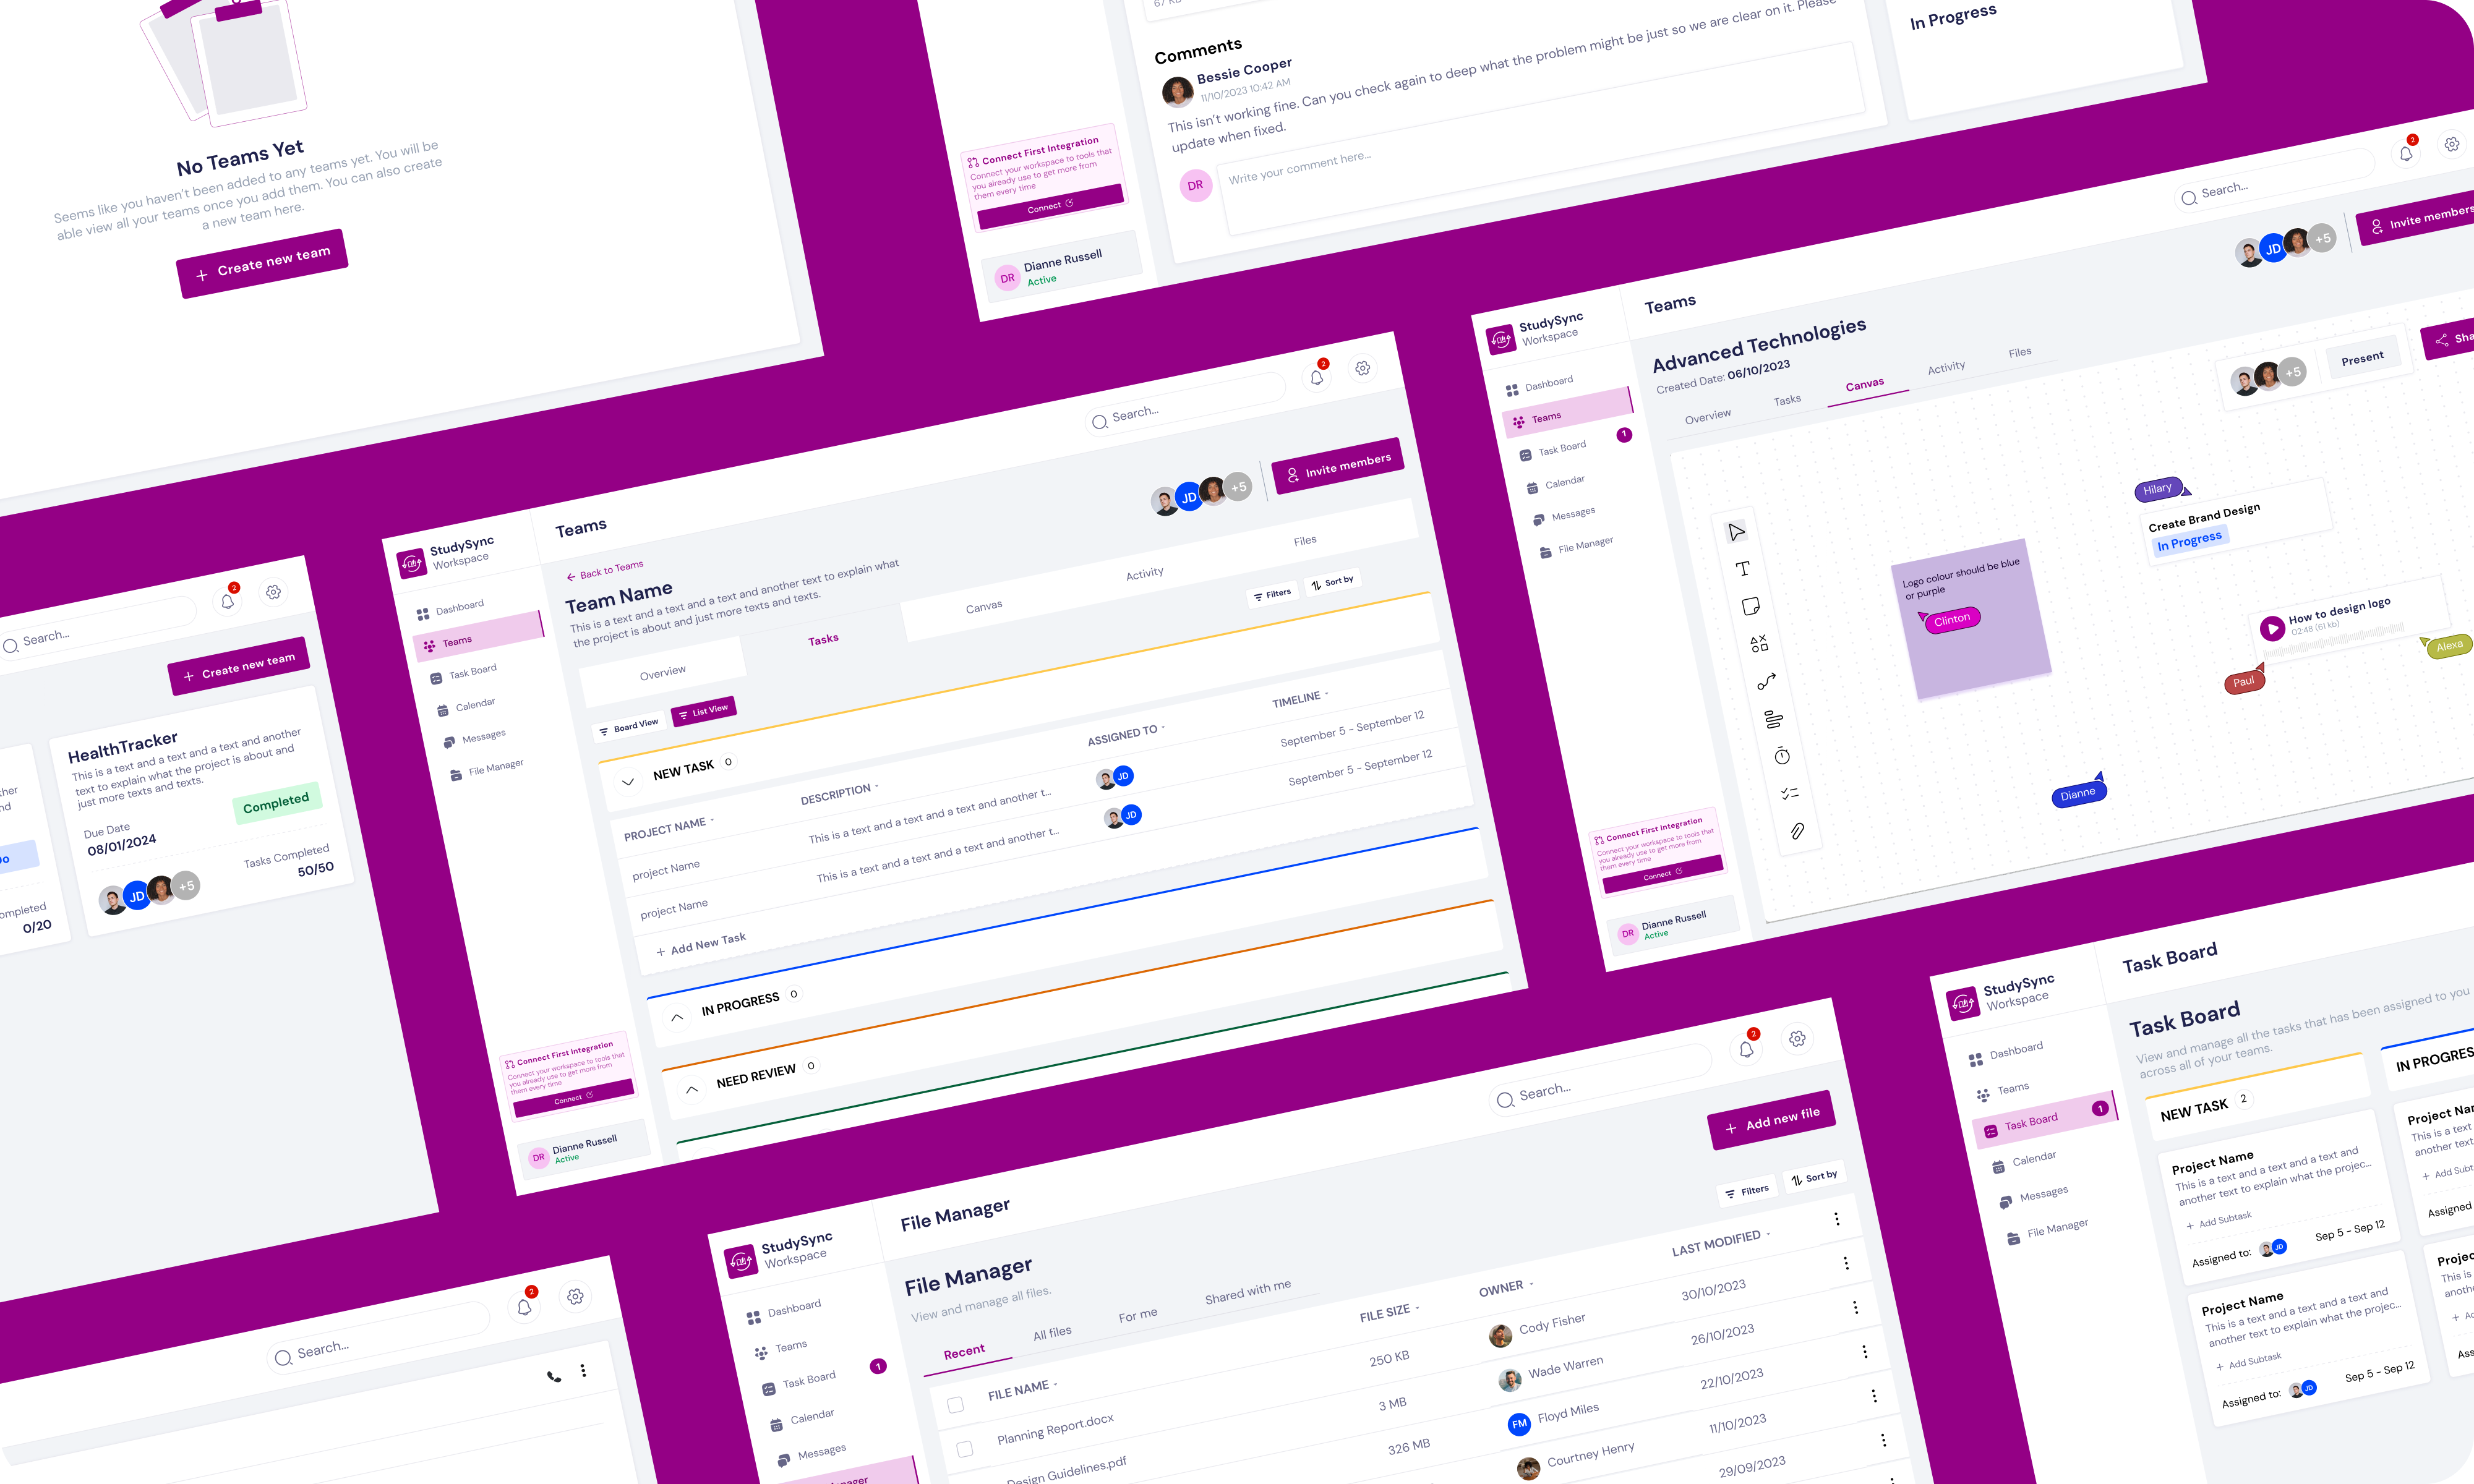 No Teams Yet
Seems like you haven't been added to any teams yet. You will be
able view all your teams once you add them. You can also create
a new team here.
+ Create new team
67 KB
Comments
Bessie Cooper
11/10/2023 10:42 AM
This isn't working fine. Can you check again to deep what the problem might be just so we are clear on it. Please
update when fixed.
DR
Write your comment here...
In Progress
Connect First Integration
Connect your workspace to tools that
you already use to get more from
them every time
Connect
DR
Dianne Russell
Active
2
Search...
+ Create new team
HealthTracker
This is a text and a text and a text and another
text to explain what the project is about and
just more texts and texts.
Due Date
08/01/2024
Completed
JD
+5
Tasks Completed
50/50
0/20
StudySync
Workspace
Dashboard
Teams
Task Board
Calendar
Messages
File Manager
Connect First Integration
Connect your workspace to tools that
you already use to get more from
them every time
Connect
DR
Dianne Russell
Active
Teams
Search...
2
Back to Teams
Team Name
This is a text and a text and a text and another text to explain what
the project is about and just more texts and texts.
JD
+5
Invite members
Overview
Tasks
Canvas
Activity
Files
Board View
List View
Filters
Sort by
NEW TASK 0
PROJECT NAME
DESCRIPTION
ASSIGNED TO
TIMELINE
project Name
This is a text and a text and a text and another t...
JD
September 5 - September 12
project Name
This is a text and a text and a text and another t...
JD
September 5 - September 12
+ Add New Task
IN PROGRESS 0
NEED REVIEW 0
StudySync
Workspace
Dashboard
Teams
Task Board
1
Calendar
Messages
File Manager
Connect First Integration
Connect your workspace to tools that
you already use to get more from
them every time
Connect
DR
Dianne Russell
Active
Teams
Search...
2
Advanced Technologies
Created Date: 06/10/2023
JD
+5
Invite members
Overview
Tasks
Canvas
Activity
Files
+5
Present
T
Logo colour should be blue
or purple
Clinton
Hilary
Create Brand Design
In Progress
How to design logo
02:48 (61 kb)
Alexa
Paul
Dianne
Search...
2
StudySync
Workspace
Dashboard
Teams
Task Board
1
Calendar
Messages
File Manager
Search...
2
File Manager
View and manage all files.
+ Add new file
Recent
All files
For me
Shared with me
Filters
Sort by
FILE NAME
FILE SIZE
OWNER
LAST MODIFIED
Planning Report.docx
250 KB
Cody Fisher
30/10/2023
Design Guidelines.pdf
3 MB
Wade Warren
26/10/2023
326 MB
FM
Floyd Miles
22/10/2023
Courtney Henry
11/10/2023
29/09/2023
StudySync
Workspace
Dashboard
Teams
Task Board
1
Calendar
Messages
File Manager
Task Board
Task Board
View and manage all the tasks that has been assigned to you
across all of your teams.
NEW TASK 2
Project Name
This is a text and a text and a text and
another text to explain what the projec...
+ Add Subtask
Assigned to:
JD
Sep 5 - Sep 12
Project Name
This is a text and a text and a text and
another text to explain what the projec...
+ Add Subtask
Assigned to:
JD
Sep 5 - Sep 12
IN
This is a text
another text
Assigned
This is